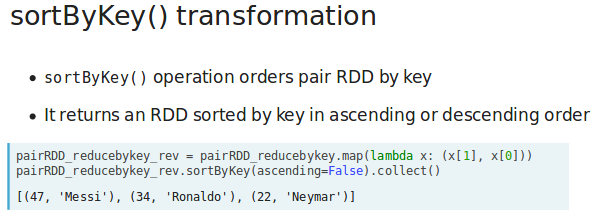 sortByKey() transformation
• sortByKey() operation orders pair RDD by key
• It returns an RDD sorted by key in ascending or descending order
pairRDD_reducebykey_rev = pairRDD_reducebykey.map(lambda x: (x[1], x[0]))
pairRDD_reducebykey_rev.sortByKey(ascending=False).collect()
[(47, 'Messi'), (34, 'Ronaldo'), (22, 'Neymar')]